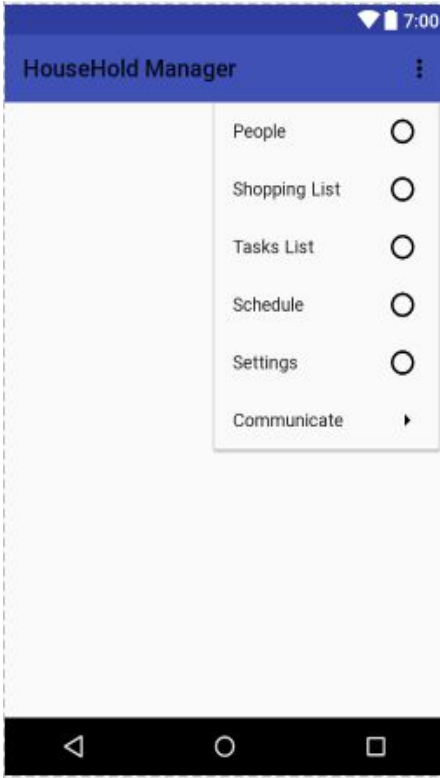 7:00
HouseHold Manager
People
Shopping List
Tasks List
Schedule
Settings
Communicate